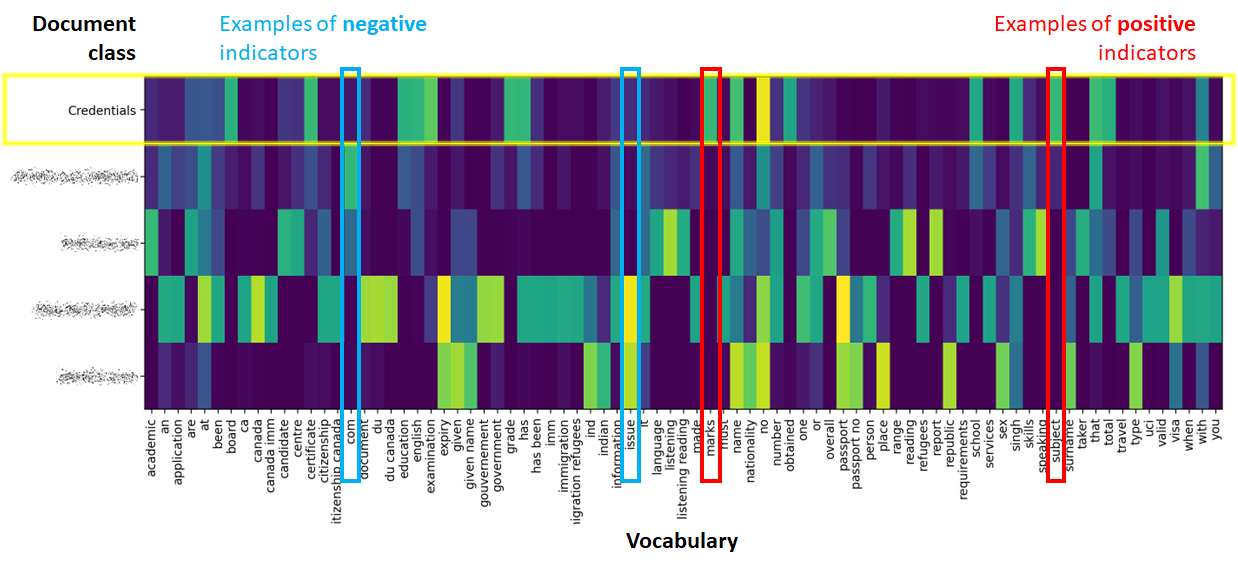 Document
class
Examples of negative
indicators
Examples of positive
indicators
Credentials
academic
an
application
are
at
been
board
ca
canada
canada imm
candidate
centre
certificate
citizenship
itizenship canada
com
document
du
du canada
education
english
examination
expiry
given
given name
gouvernement
government
grade
has
has been
imm
immigration
migration refugees
ind
indian
information
issue
it
language
listening
listening reading
made
marks
must
name
nationality
no
number
obtained
one
or
overall
passport
passport no
person
place
range
reading
refugees
report
republic
requirements
school
services
sex
singh
skills
speaking
subject
surname
taker
that
total
travel
type
uci
valid
visa
when
with
you
Vocabulary